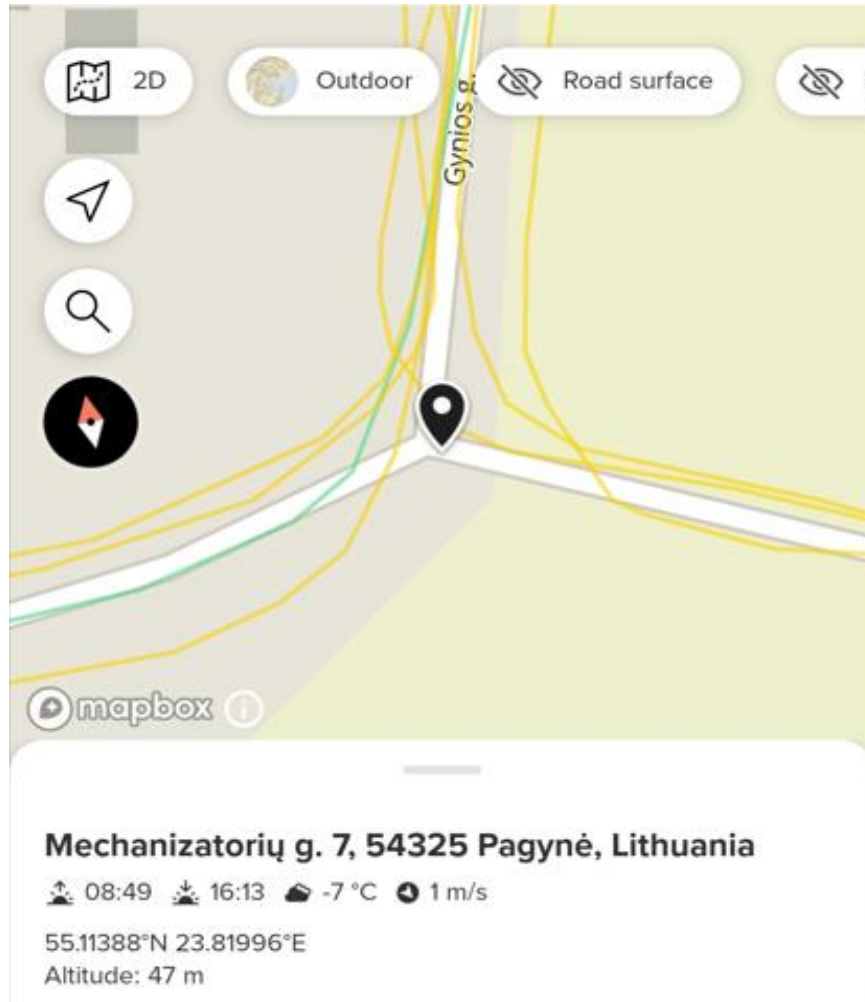 2D
Outdoor
Road surface
Gynios g.
mapbox
Mechanizatorių g. 7, 54325 Pagynė, Lithuania
08:49 16:13 -7 °C 1 m/s
55.11388°N 23.81996°E
Altitude: 47 m